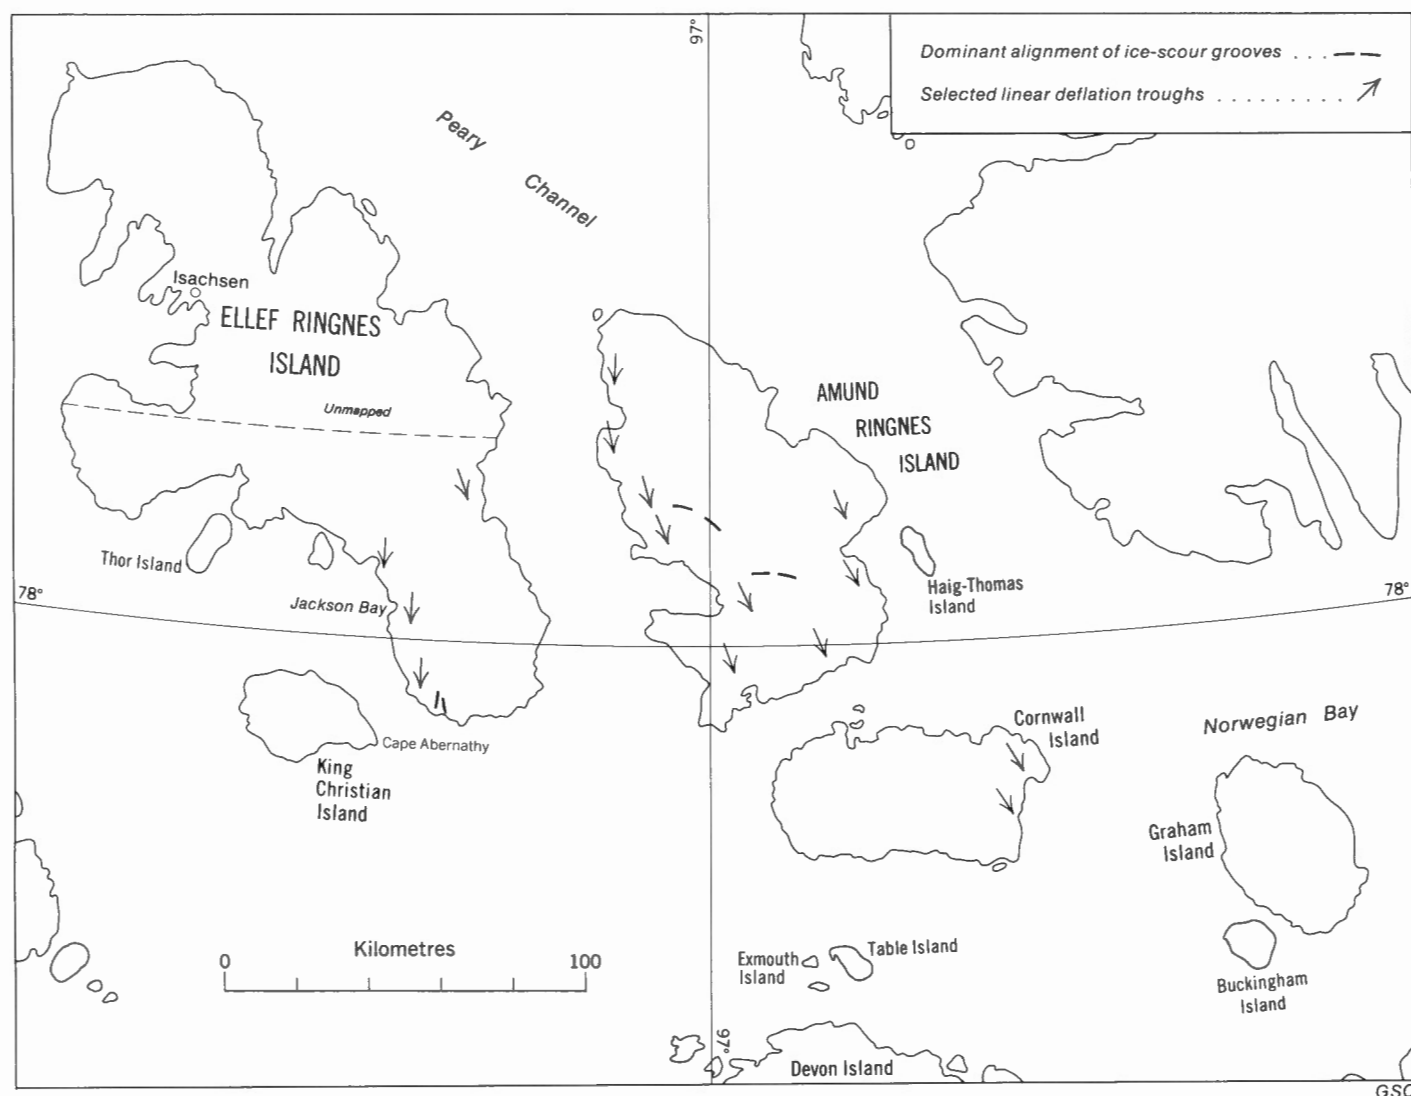 97°
Dominant alignment of ice-scour grooves . . .
Selected linear deflation troughs . . . . . . . . . .
Peary
Channel
Isachsen
ELLEF RINGNES
ISLAND
Unmapped
AMUND
RINGNES
ISLAND
Thor Island
Haig-Thomas
Island
78°
Jackson Bay
78°
Cape Abernathy
King
Christian
Island
Cornwall
Island
Norwegian Bay
Graham
Island
Kilometres
0 100
Exmouth
Island
Table Island
Buckingham
Island
97°
Devon Island
GSC